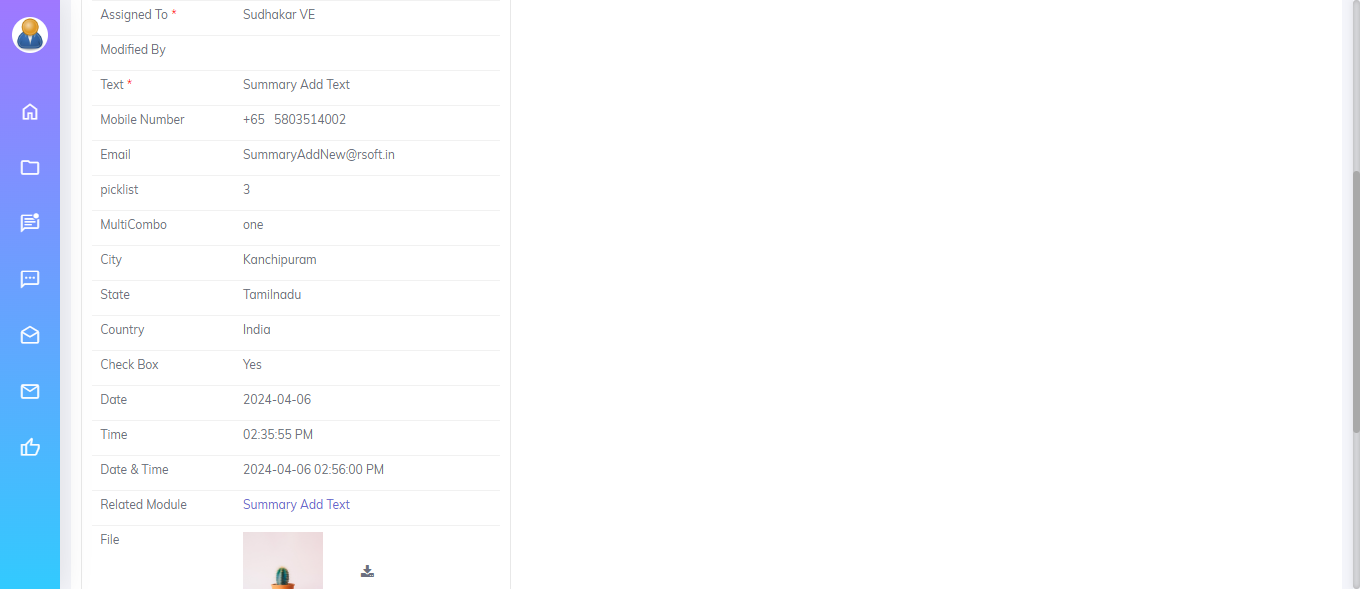 Assigned To * Sudhakar VE
Modified By
Text * Summary Add Text
Mobile Number +65 5803514002
Email SummaryAddNew@rsoft.in
picklist 3
MultiCombo one
City Kanchipuram
State Tamilnadu
Country India
Check Box Yes
Date 2024-04-06
Time 02:35:55 PM
Date & Time 2024-04-06 02:56:00 PM
Related Module Summary Add Text
File